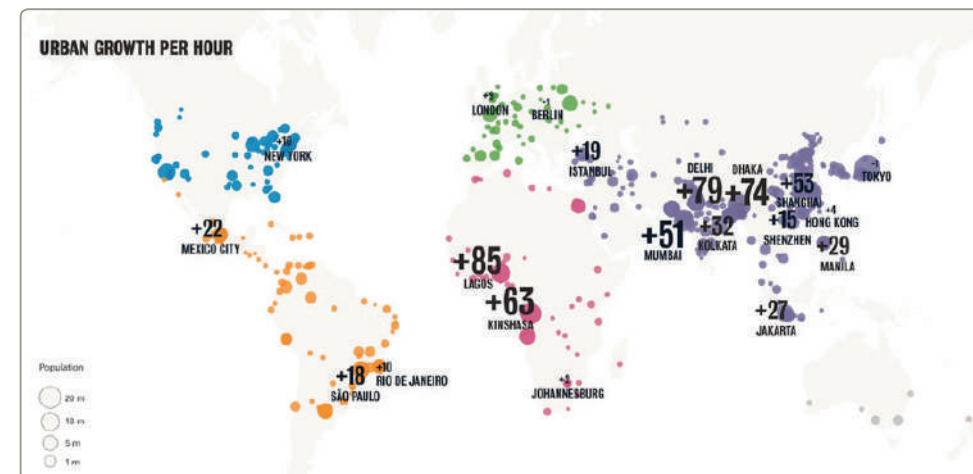 URBAN GROWTH PER HOUR
LONDON
-1
BERLIN
+10
NEW YORK
+19
ISTANBUL
DELHI
+79
DHAKA
+74
+53
SHANGHAI
-1
TOKYO
+22
MEXICO CITY
+51
MUMBAI
+32
KOLKATA
+15
SHENZHEN
+4
HONG KONG
+29
MANILA
+85
LAGOS
+63
KINSHASA
+27
JAKARTA
+18
SÃO PAULO
+10
RIO DE JANEIRO
JOHANNESBURG
Population
20 m
10 m
5 m
1 m